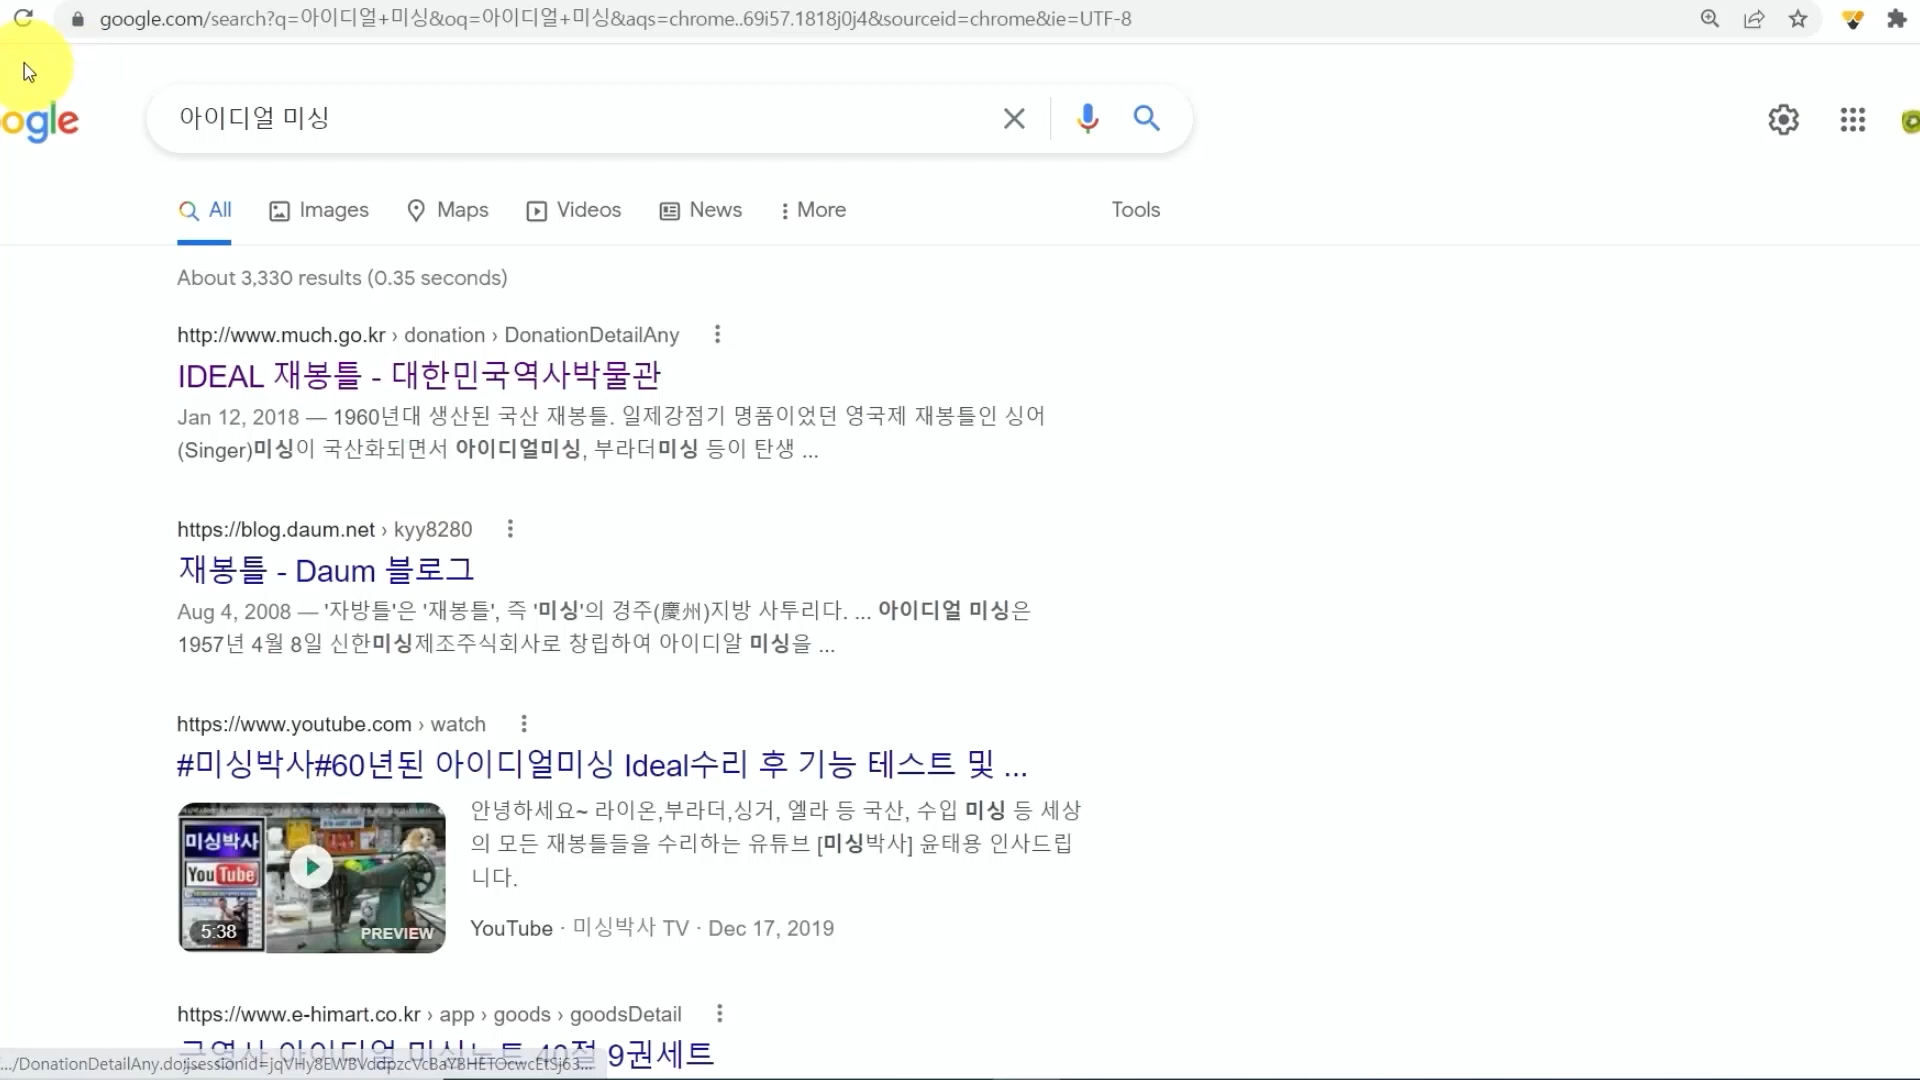 google.com/search?q=아이디얼+미싱&oq=아이디얼+미싱&aqs=chrome..69i57.1818j0j4&sourceid=chrome&ie=UTF-8
ogle
아이디얼 미싱
All
Images
Maps
Videos
News
More
Tools
About 3,330 results (0.35 seconds)
http://www.much.go.kr › donation › DonationDetailAny
IDEAL 재봉틀 - 대한민국역사박물관
Jan 12, 2018 — 1960년대 생산된 국산 재봉틀. 일제강점기 명품이었던 영국제 재봉틀인 싱어
(Singer)미싱이 국산화되면서 아이디얼미싱, 부라더미싱 등이 탄생 ...
https://blog.daum.net › kyy8280
재봉틀 - Daum 블로그
Aug 4, 2008 — '자방틀'은 '재봉틀', 즉 '미싱'의 경주(慶州)지방 사투리다. ... 아이디얼 미싱은
1957년 4월 8일 신한미싱제조주식회사로 창립하여 아이디알 미싱을 ...
https://www.youtube.com › watch
#미싱박사#60년된 아이디얼미싱 Ideal수리 후 기능 테스트 및 ...
미싱박사
YouTube
5:38
PREVIEW
안녕하세요~ 라이온,부라더,싱거, 엘라 등 국산, 수입 미싱 등 세상
의 모든 재봉틀들을 수리하는 유튜브 [미싱박사] 윤태용 인사드립
니다.
YouTube · 미싱박사 TV · Dec 17, 2019
https://www.e-himart.co.kr › app › goods › goodsDetail
근영사 아이디얼 미싱노트 40절 9권세트